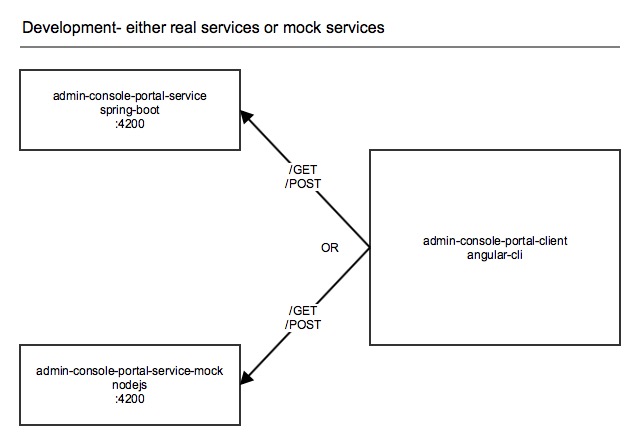 Development- either real services or mock services
admin-console-portal-service
spring-boot
:4200
/GET
/POST
OR
admin-console-portal-client
angular-cli
/GET
/POST
admin-console-portal-service-mock
nodejs
:4200